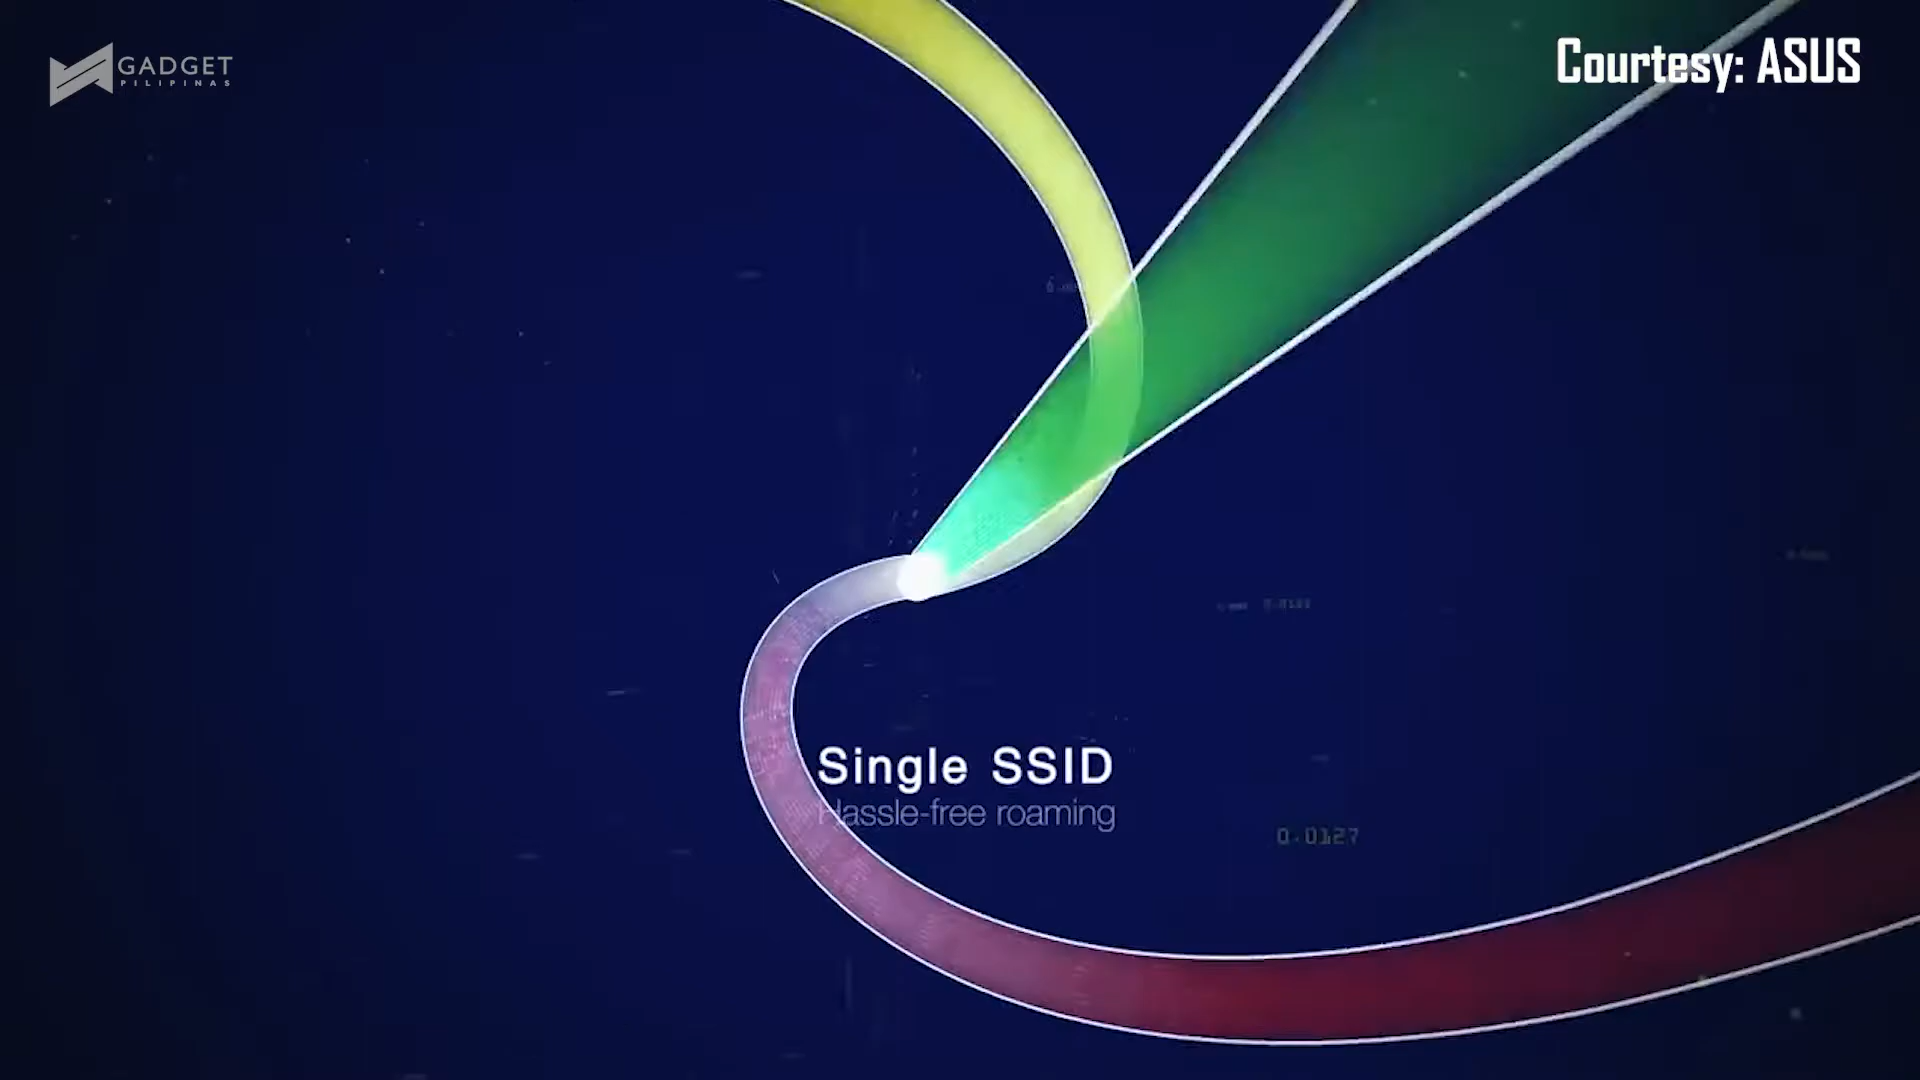 GADGET
PILIPINAS
Courtesy: ASUS
Single SSID
Hassle-free roaming
0.0127